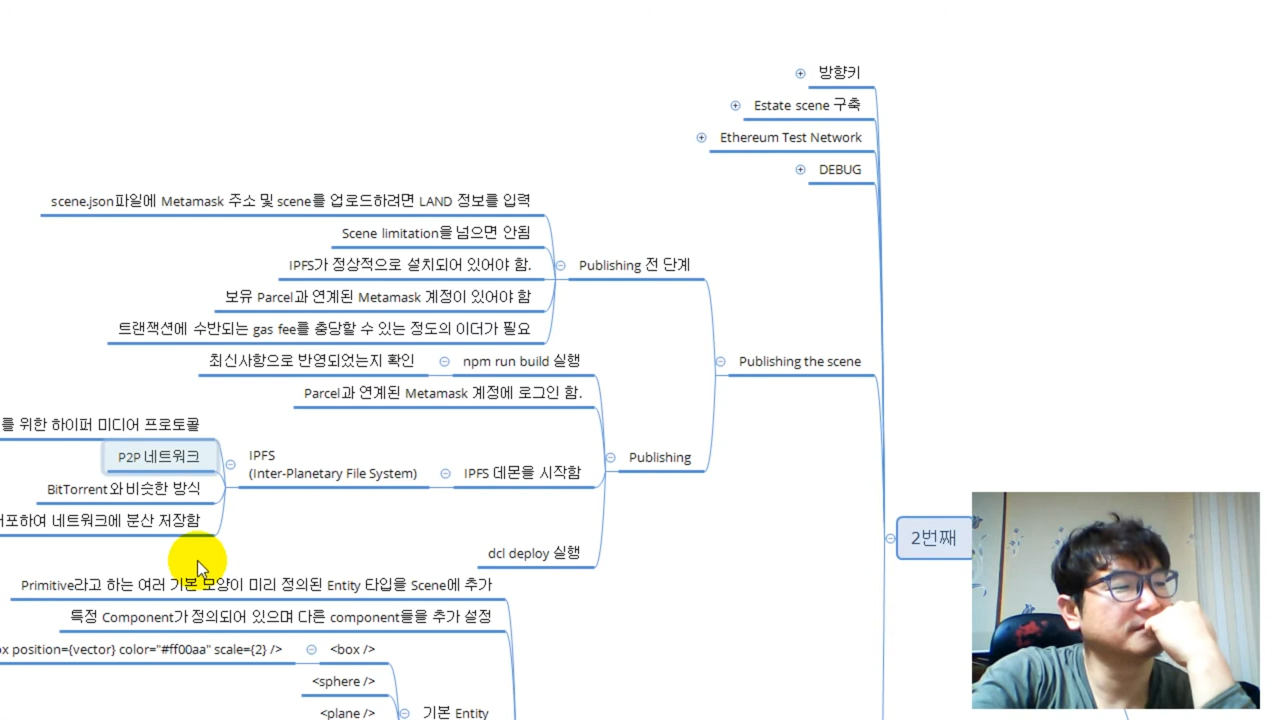 방향키
Estate scene 구축
Ethereum Test Network
DEBUG
scene.json파일에 Metamask 주소 및 scene를 업로드하려면 LAND 정보를 입력
Scene limitation을 넘으면 안됨
IPFS가 정상적으로 설치되어 있어야 함.
Publishing 전 단계
보유 Parcel과 연계된 Metamask 계정이 있어야 함
트랜잭션에 수반되는 gas fee를 충당할 수 있는 정도의 이더가 필요
최신사항으로 반영되었는지 확인
npm run build 실행
Publishing the scene
Parcel과 연계된 Metamask 계정에 로그인 함.
를 위한 하이퍼 미디어 프로토콜
P2P 네트워크
IPFS
(Inter-Planetary File System)
IPFS 데몬을 시작함
Publishing
BitTorrent와 비슷한 방식
포하여 네트워크에 분산 저장함
2번째
dcl deploy 실행
Primitive라고 하는 여러 기본 모양이 미리 정의된 Entity 타입을 Scene에 추가
특정 Component가 정의되어 있으며 다른 component들을 추가 설정
ox position={vector} color="#ff00aa" scale={2} />
<box />
<sphere />
<plane />
기본 Entity